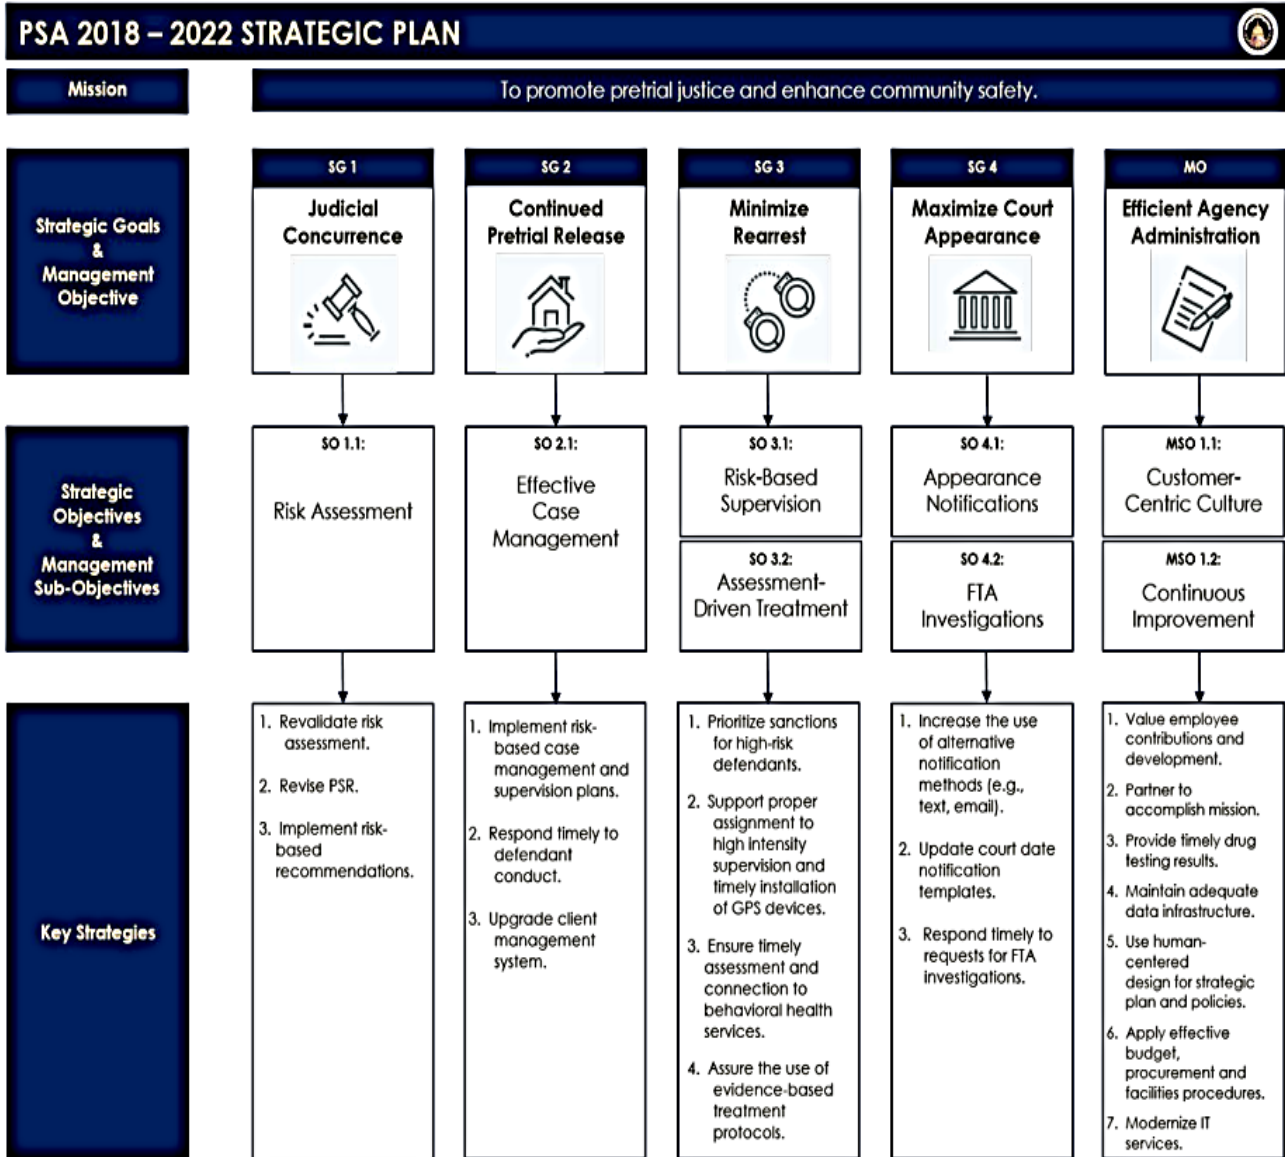 PSA 2018 – 2022 STRATEGIC PLAN
Mission
To promote pretrial justice and enhance community safety.
Strategic Goals
&
Management
Objective
SG 1
Judicial
Concurrence
SG 2
Continued
Pretrial Release
SG 3
Minimize
Rearrest
SG 4
Maximize Court
Appearance
MO
Efficient Agency
Administration
Strategic
Objectives
&
Management
Sub-Objectives
SO 1.1:
Risk Assessment
SO 2.1:
Effective
Case
Management
SO 3.1:
Risk-Based
Supervision
SO 3.2:
Assessment-
Driven Treatment
SO 4.1:
Appearance
Notifications
SO 4.2:
FTA
Investigations
MSO 1.1:
Customer-
Centric Culture
MSO 1.2:
Continuous
Improvement
Key Strategies
1. Revalidate risk
assessment.
2. Revise PSR.
3. Implement risk-
based
recommendations.
1. Implement risk-
based case
management and
supervision plans.
2. Respond timely to
defendant
conduct.
3. Upgrade client
management
system.
1. Prioritize sanctions
for high-risk
defendants.
2. Support proper
assignment to
high intensity
supervision and
timely installation
of GPS devices.
3. Ensure timely
assessment and
connection to
behavioral health
services.
4. Assure the use of
evidence-based
treatment
protocols.
1. Increase the use
of alternative
notification
methods (e.g.,
text, email).
2. Update court date
notification
templates.
3. Respond timely to
requests for FTA
investigations.
1. Value employee
contributions and
development.
2. Partner to
accomplish mission.
3. Provide timely drug
testing results.
4. Maintain adequate
data infrastructure.
5. Use human-
centered
design for strategic
plan and policies.
6. Apply effective
budget,
procurement and
facilities procedures.
7. Modernize IT
services.